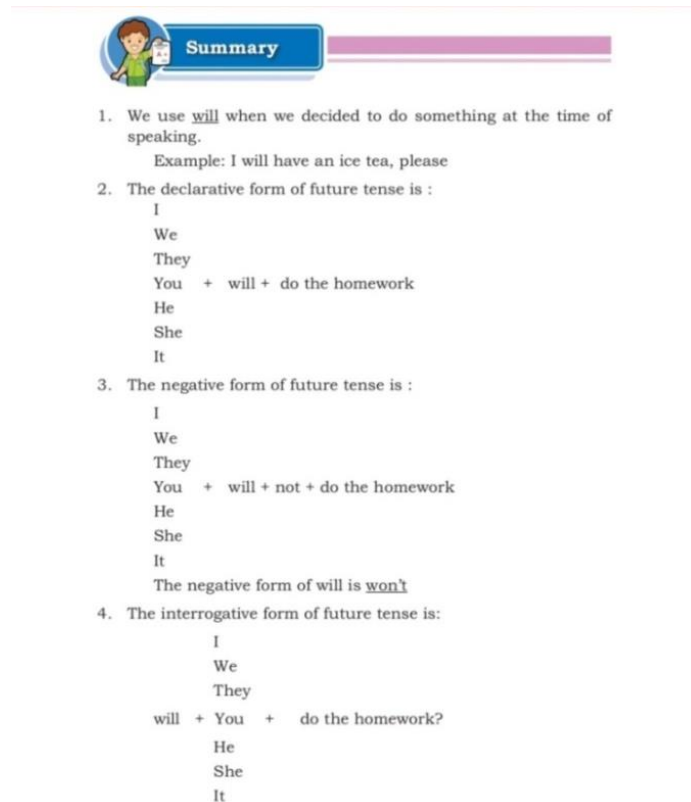 Summary
1. We use will when we decided to do something at the time of
speaking.
Example: I will have an ice tea, please
2. The declarative form of future tense is :
I
We
They
You + will + do the homework
He
She
It
3. The negative form of future tense is :
I
We
They
You + will + not + do the homework
He
She
It
The negative form of will is won't
4. The interrogative form of future tense is:
I
We
They
will + You + do the homework?
He
She
It